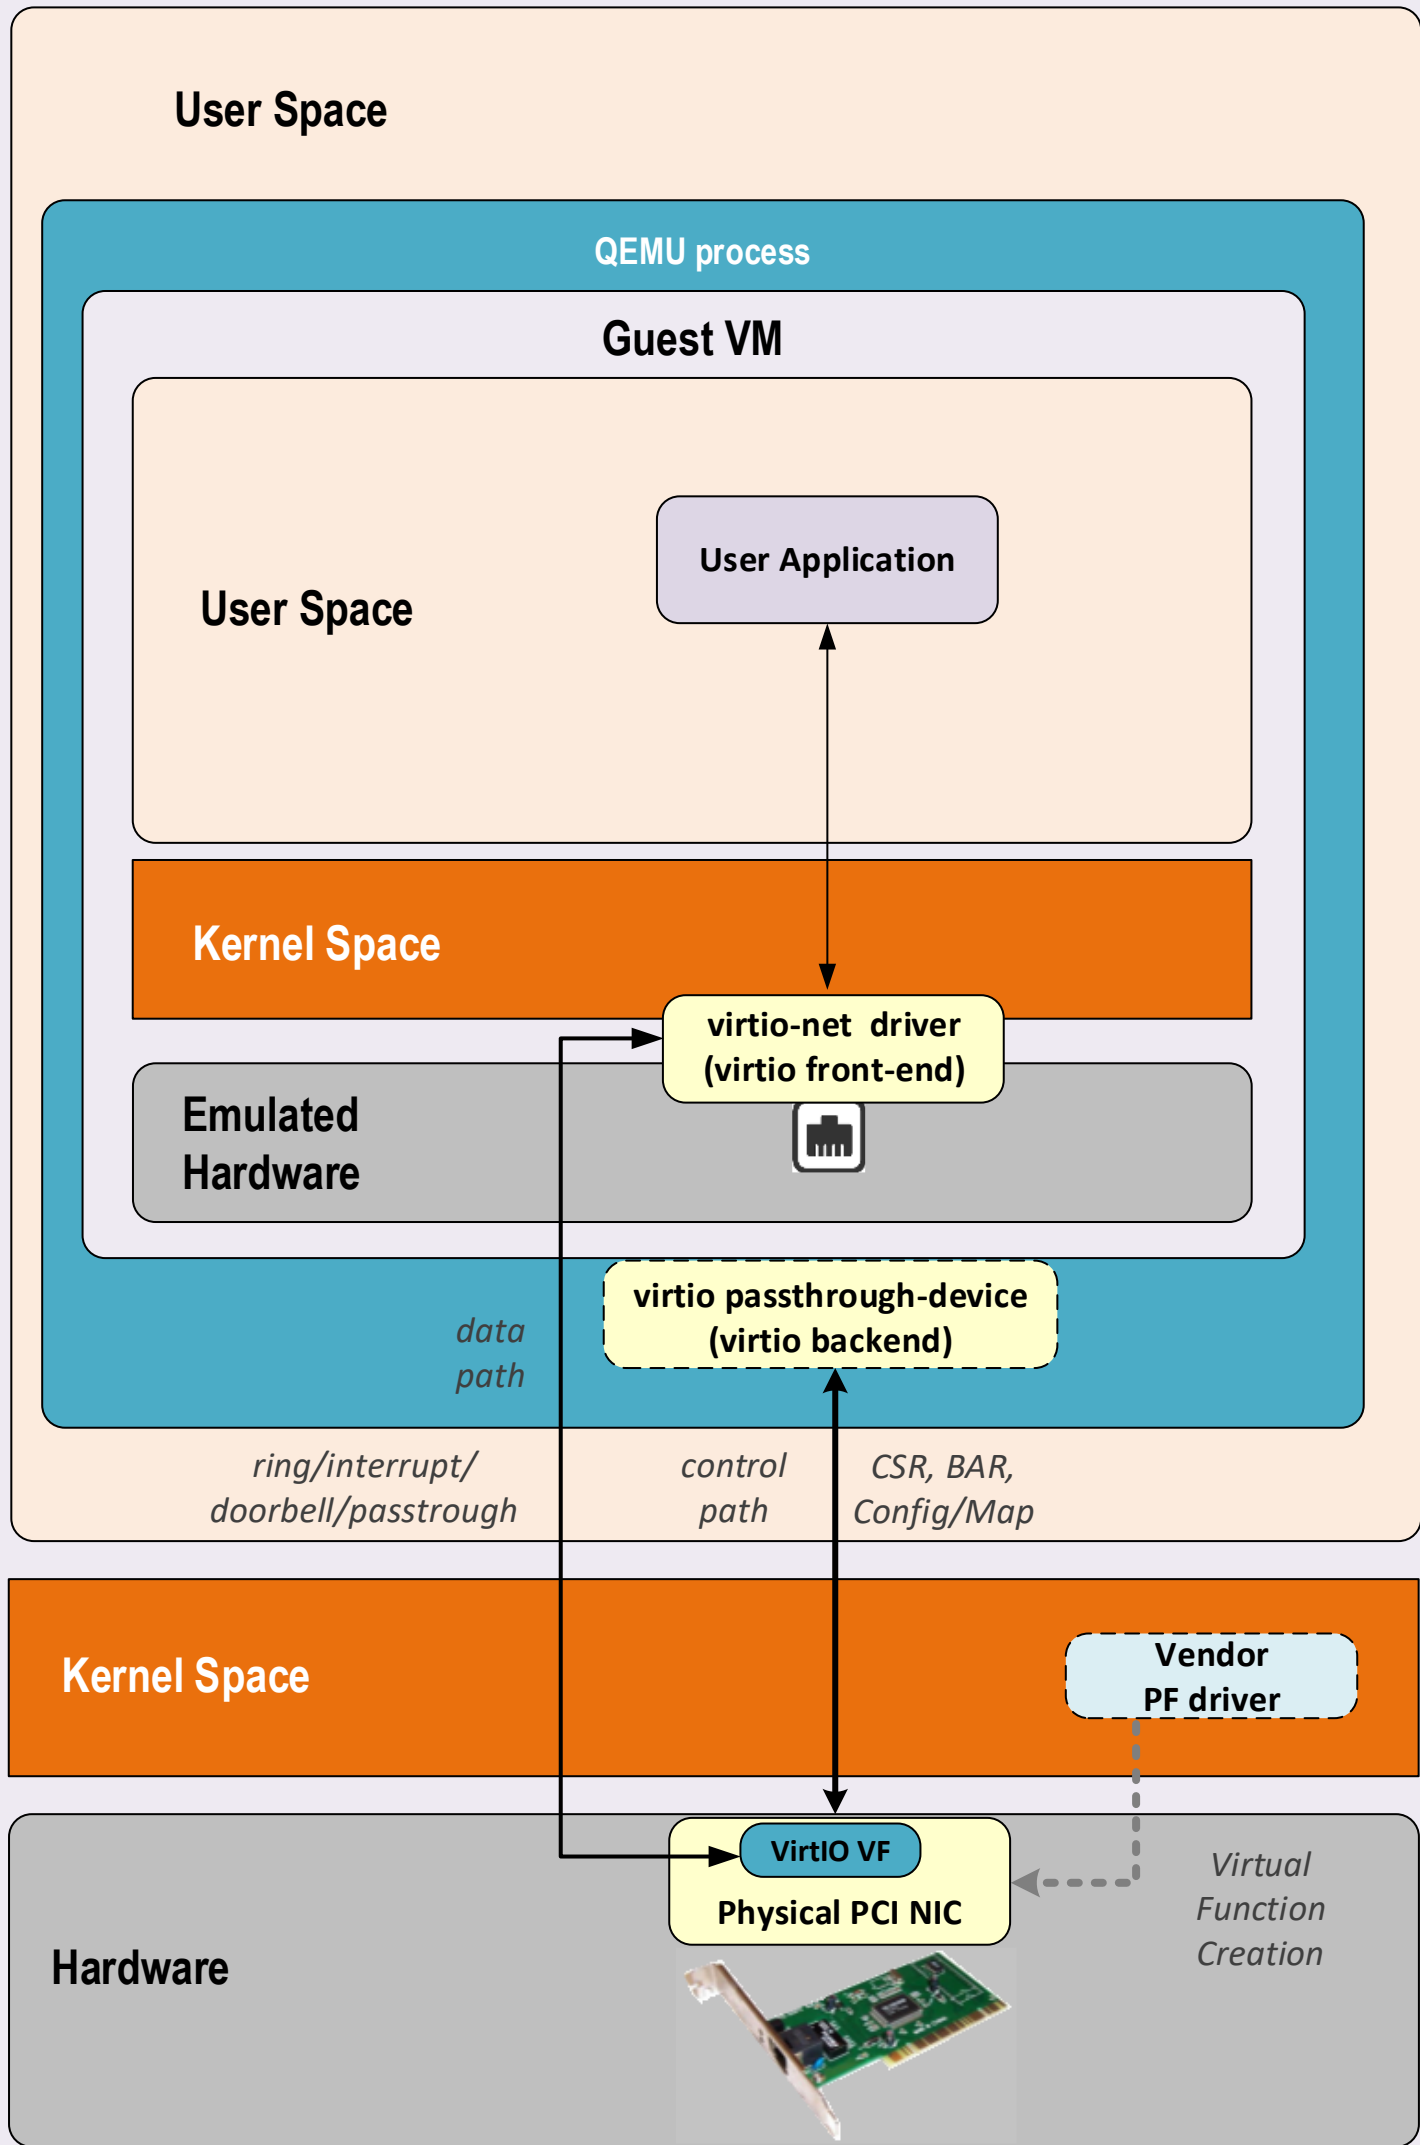 User Space
QEMU process
Guest VM
User Application
User Space
Kernel Space
virtio-net driver
(virtio front-end)
Emulated
Hardware
virtio passthrough-device
(virtio backend)
data
path
ring/interrupt/
doorbell/passtrough
control
path
CSR, BAR,
Config/Map
Kernel Space
Vendor
PF driver
VirtIO VF
Physical PCI NIC
Virtual
Function
Creation
Hardware